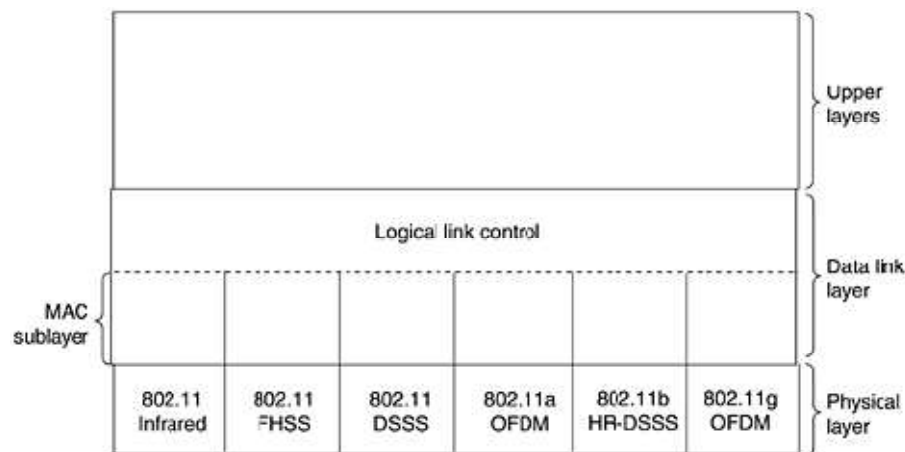 Upper
layers
Logical link control
Data link
layer
MAC
sublayer
802.11
Infrared
802.11
FHSS
802.11
DSSS
802.11a
OFDM
802.11b
HR-DSSS
802.11g
OFDM
Physical
layer